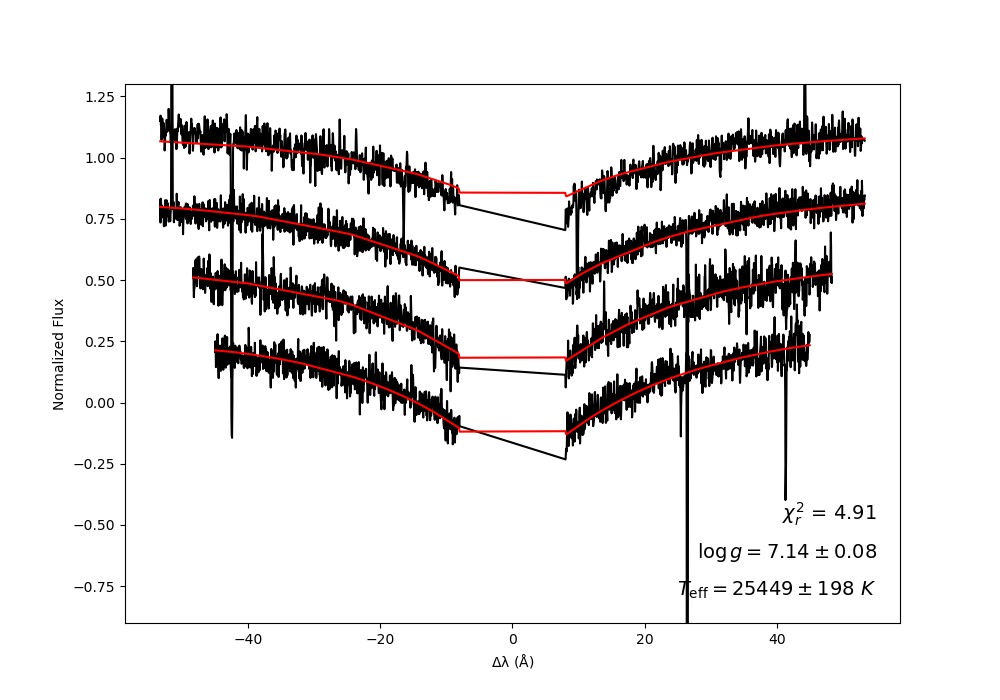 1.25
1.00
0.75
0.50
0.25
0.00
−0.25
−0.50
−0.75
Normalized Flux
χ²ᵣ = 4.91
log g = 7.14 ± 0.08
T_eff = 25449 ± 198 K
−40 −20 0 20 40
Δλ (Å)